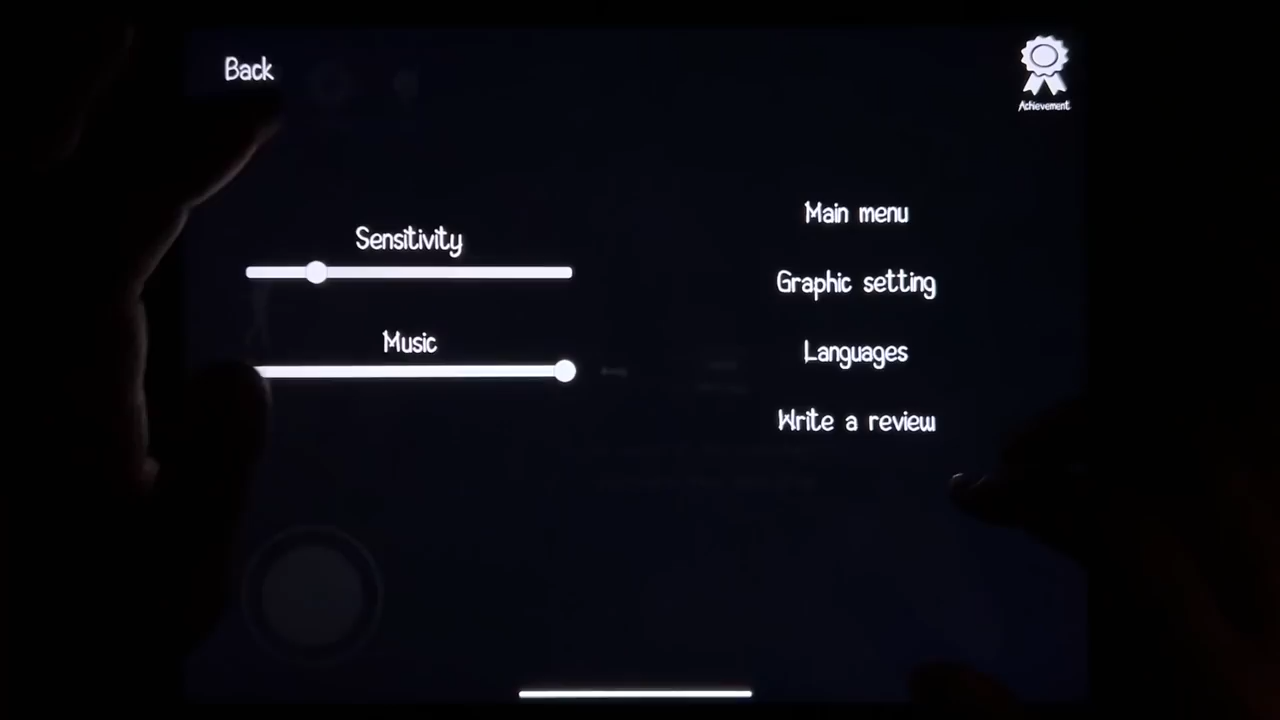 Back
Achievement
Sensitivity
Music
Main menu
Graphic setting
Languages
Write a review